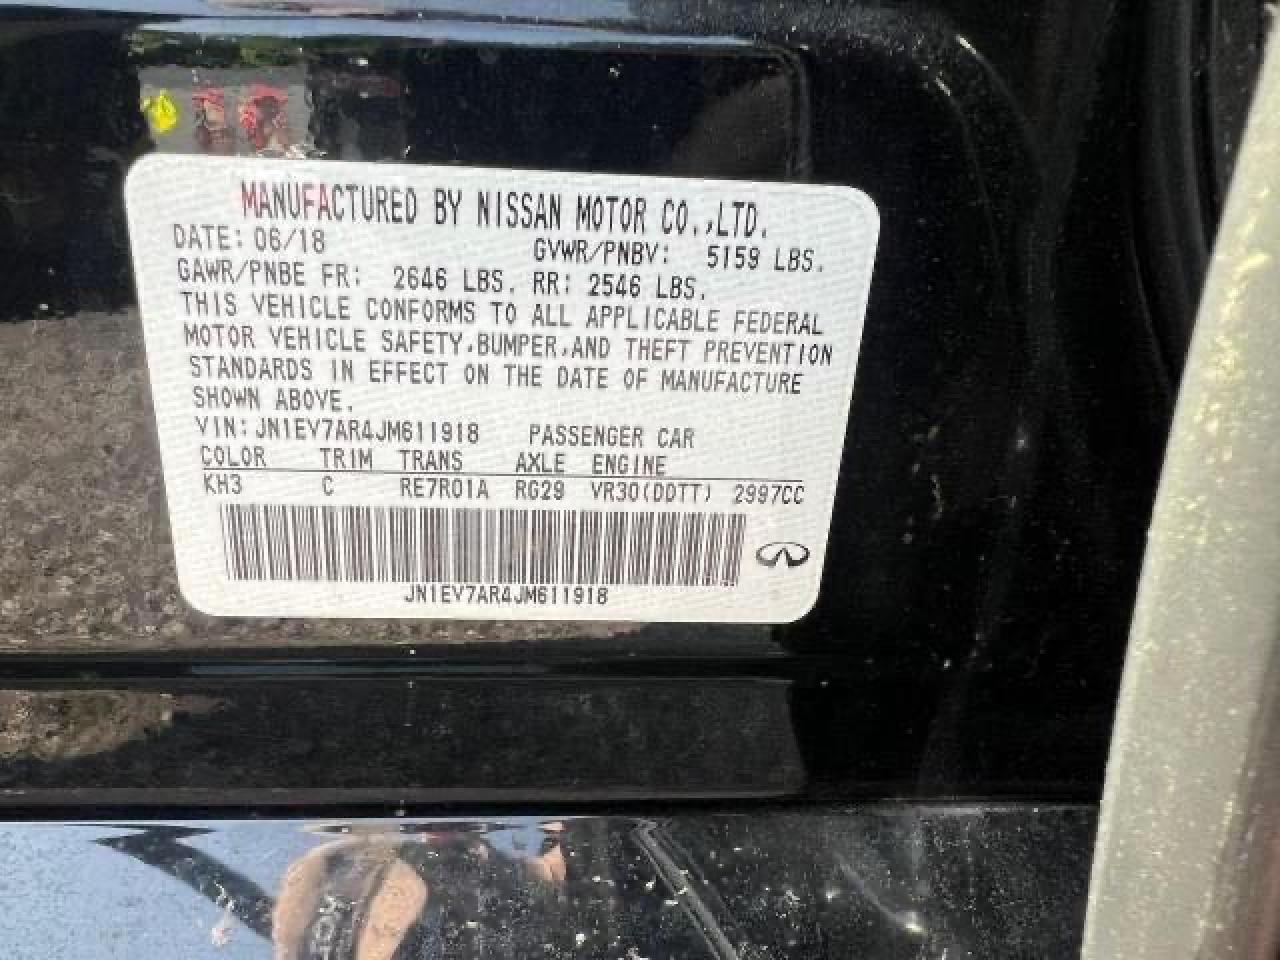 MANUFACTURED BY NISSAN MOTOR CO.,LTD.
DATE: 06/18 GVWR/PNBV: 5159 LBS.
GAWR/PNBE FR: 2646 LBS. RR: 2546 LBS.
THIS VEHICLE CONFORMS TO ALL APPLICABLE FEDERAL
MOTOR VEHICLE SAFETY,BUMPER,AND THEFT PREVENTION
STANDARDS IN EFFECT ON THE DATE OF MANUFACTURE
SHOWN ABOVE.
VIN: JN1EV7AR4JM611918 PASSENGER CAR
COLOR TRIM TRANS AXLE ENGINE
KH3 C RE7R01A RG29 VR30(DDTT) 2997CC
JN1EV7AR4JM611918